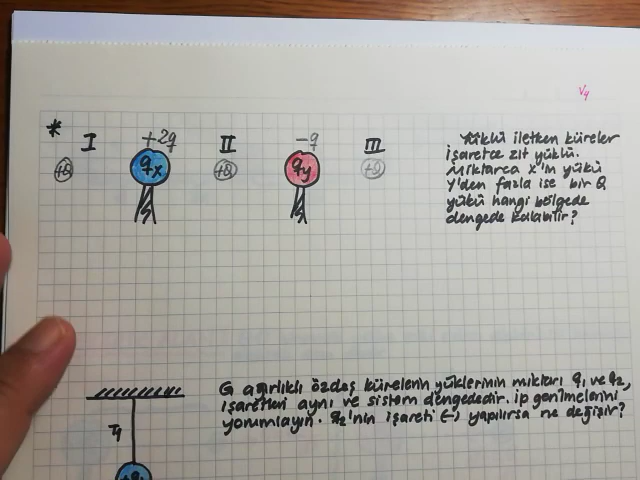 V4
* I +2q II -q III
+Q qx +Q qy +Q
Yüklü iletken küreler
işaretce zıt yüklü.
Miktarca X'in yükü
Y'den fazla ise bir Q
yükü hangi bölgede
dengede kalabilir?
G ağırlıklı özdeş kürelerin yüklerinin miktarı q1 ve q2,
işaretleri aynı ve sistem dengededir. ip gerilmelerini
yorumlayın. q2'nin işareti (-) yapılırsa ne değişir?
T1